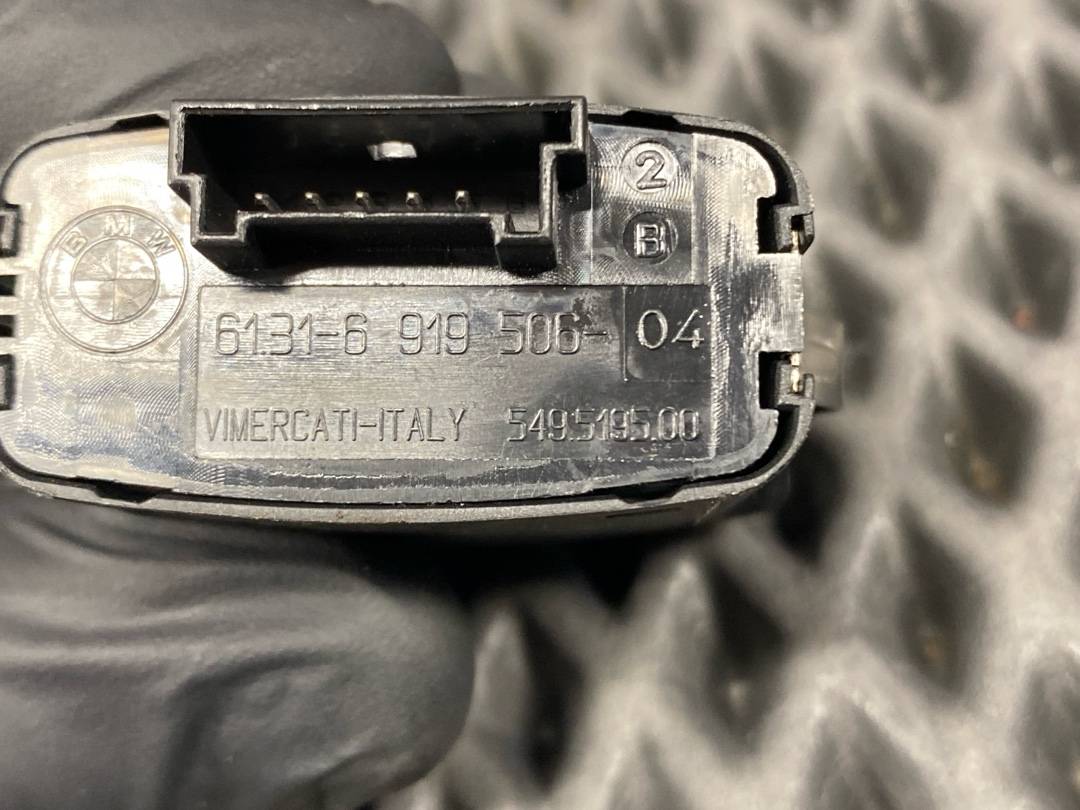 2
B
BMW
61.31-6 919 506- 04
VIMERCATI-ITALY 549.5195.00